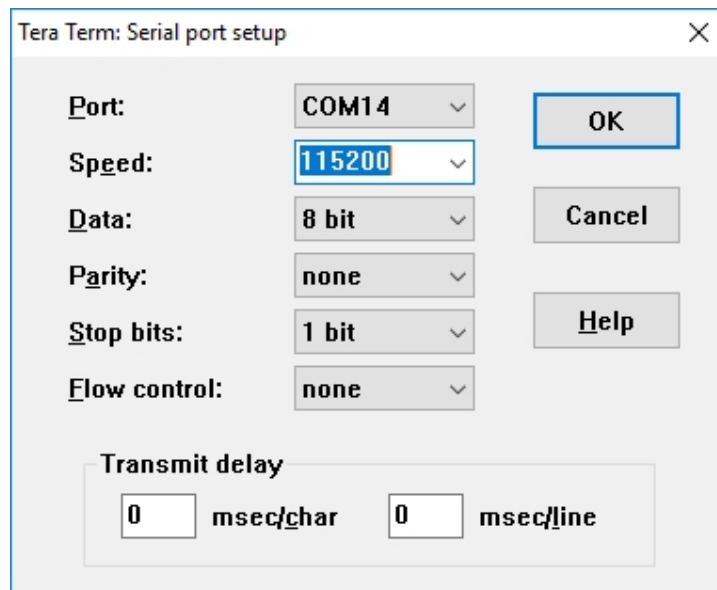 Tera Term: Serial port setup
Port: COM14 OK
Speed: 115200
Data: 8 bit Cancel
Parity: none
Stop bits: 1 bit Help
Flow control: none
Transmit delay
0 msec/char 0 msec/line